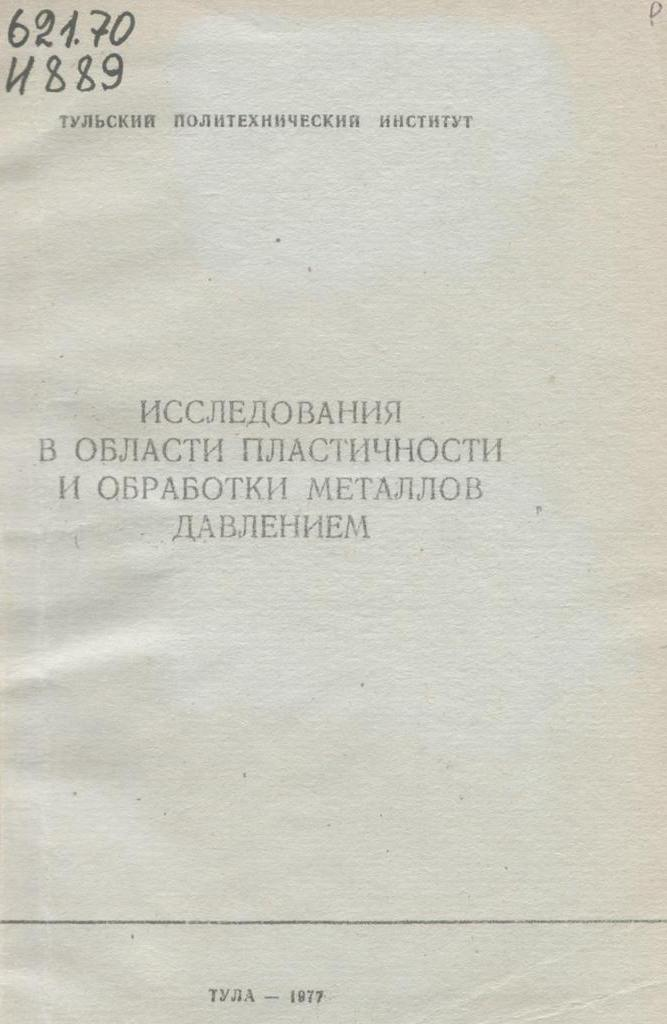 621.70
И889
Р
ТУЛЬСКИЙ ПОЛИТЕХНИЧЕСКИЙ ИНСТИТУТ
ИССЛЕДОВАНИЯ
В ОБЛАСТИ ПЛАСТИЧНОСТИ
И ОБРАБОТКИ МЕТАЛЛОВ
ДАВЛЕНИЕМ
ТУЛА — 1977